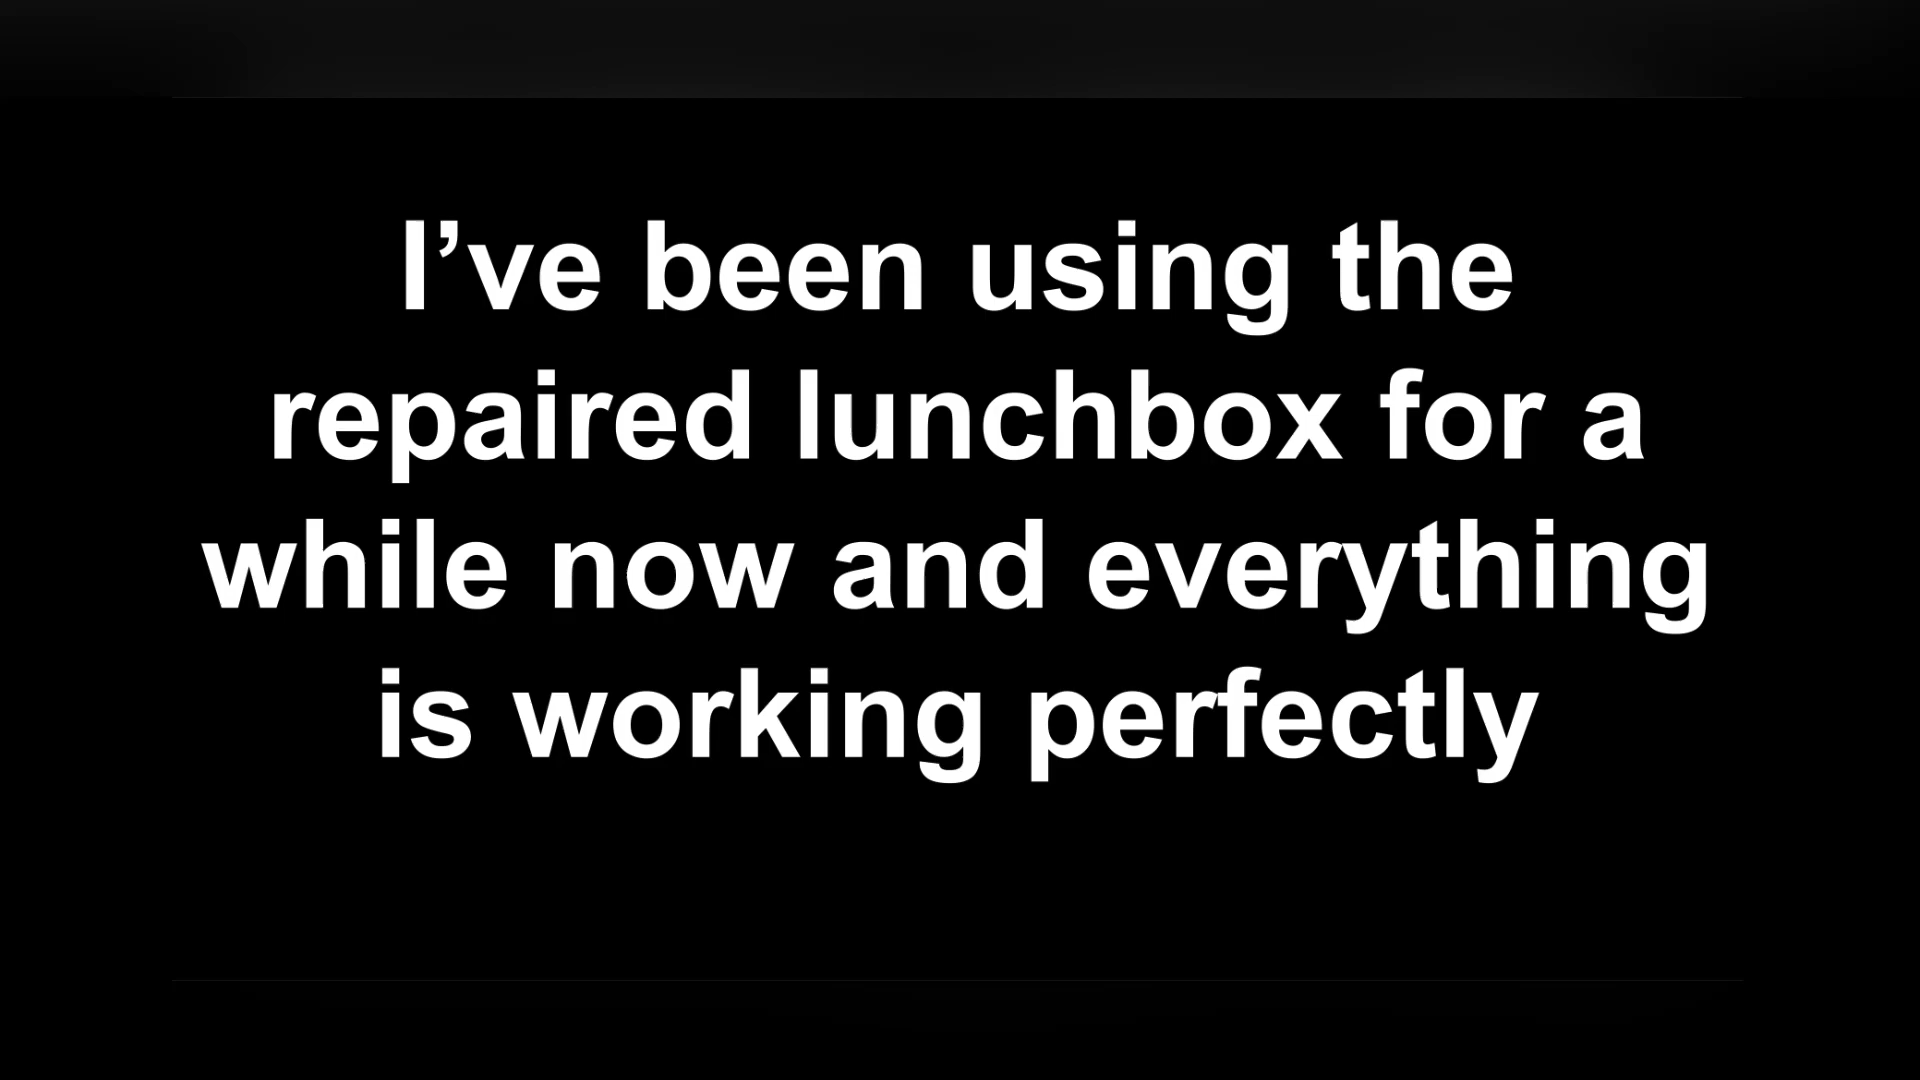 I’ve been using the
repaired lunchbox for a
while now and everything
is working perfectly